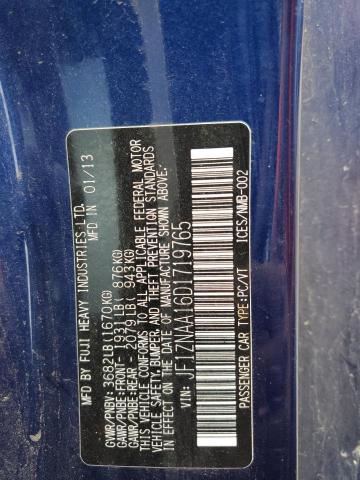 MFD BY FUJI HEAVY INDUSTRIES LTD.
MFD IN 01/13
GVWR/PNBV: 3682LB(1670KG)
GAWR/PNBE:FRONT- 1931LB( 876KG)
GAWR/PNBE:REAR - 2079LB( 943KG)
THIS VEHICLE CONFORMS TO ALL APPLICABLE FEDERAL MOTOR
VEHICLE SAFETY,BUMPER AND THEFT PREVENTION STANDARDS
IN EFFECT ON THE DATE OF MANUFACTURE SHOWN ABOVE
VIN: JF1ZNAA16D1719765
PASSENGER CAR TYPE:PC/VT ICES/NMB-002